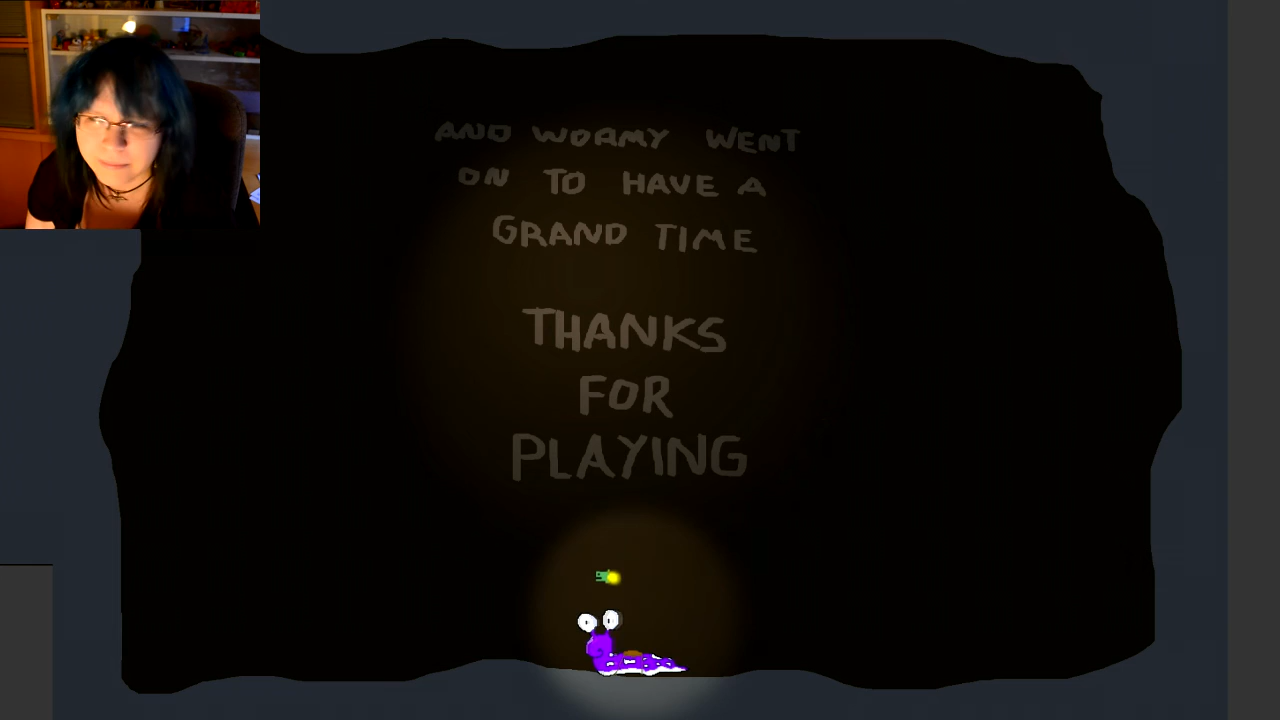 AND WORMY WENT
ON TO HAVE A
GRAND TIME
THANKS
FOR
PLAYING